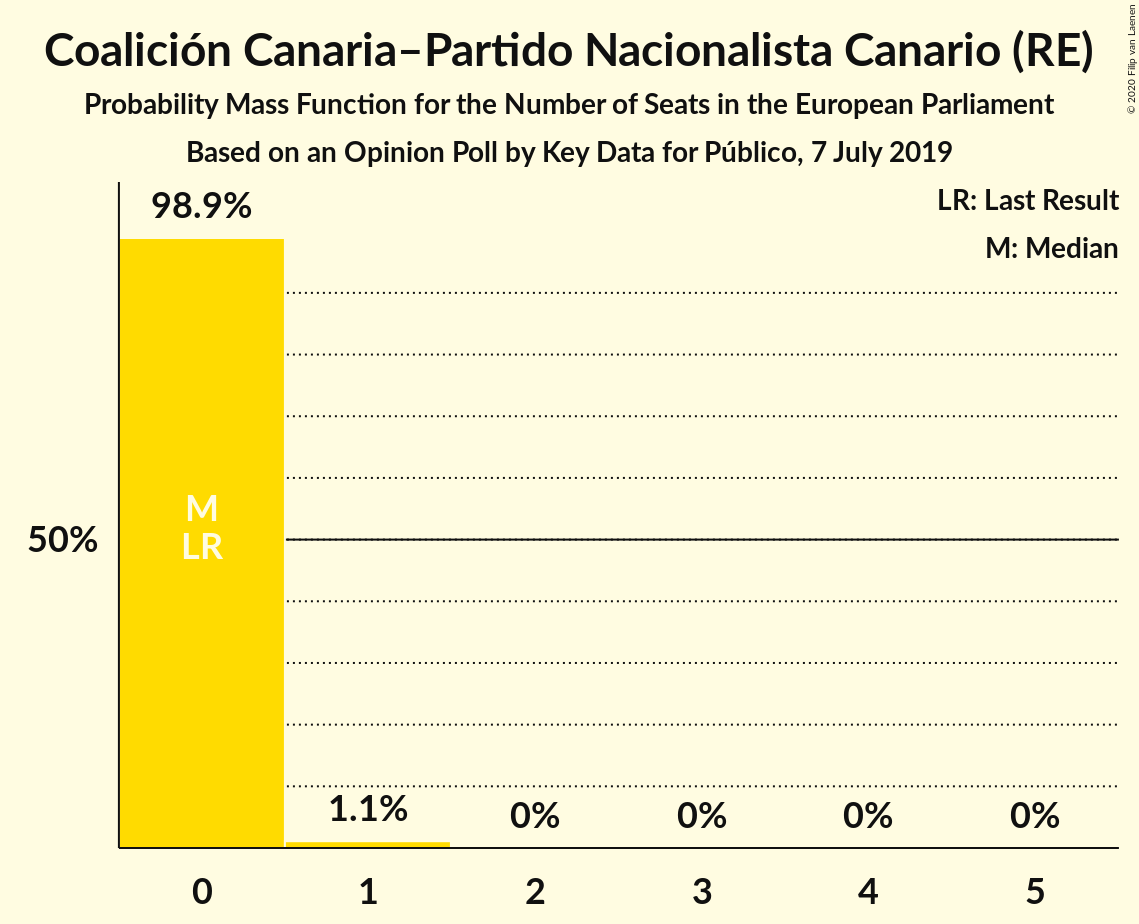 Coalición Canaria–Partido Nacionalista Canario (RE)
Probability Mass Function for the Number of Seats in the European Parliament
Based on an Opinion Poll by Key Data for Público, 7 July 2019
© 2020 Filip van Laenen
LR: Last Result
M: Median
98.9%
M
LR
50%
1.1%
0%
0%
0%
0%
0
1
2
3
4
5